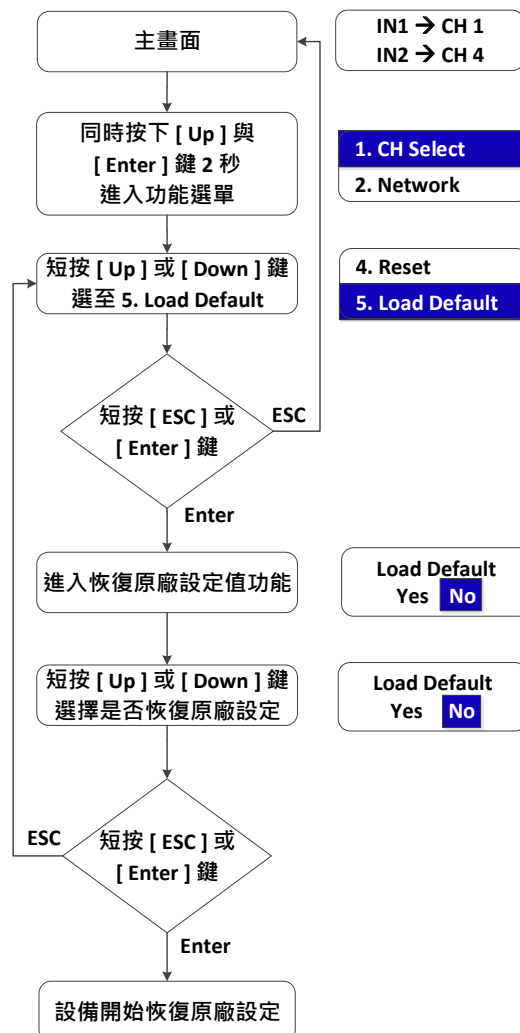 主畫面
IN1 → CH 1
IN2 → CH 4
同時按下 [ Up ] 與
[ Enter ] 鍵 2 秒
進入功能選單
1. CH Select
2. Network
短按 [ Up ] 或 [ Down ] 鍵
選至 5. Load Default
4. Reset
5. Load Default
短按 [ ESC ] 或
[ Enter ] 鍵
ESC
Enter
進入恢復原廠設定值功能
Load Default
Yes No
短按 [ Up ] 或 [ Down ] 鍵
選擇是否恢復原廠設定
Load Default
Yes No
ESC
短按 [ ESC ] 或
[ Enter ] 鍵
Enter
設備開始恢復原廠設定